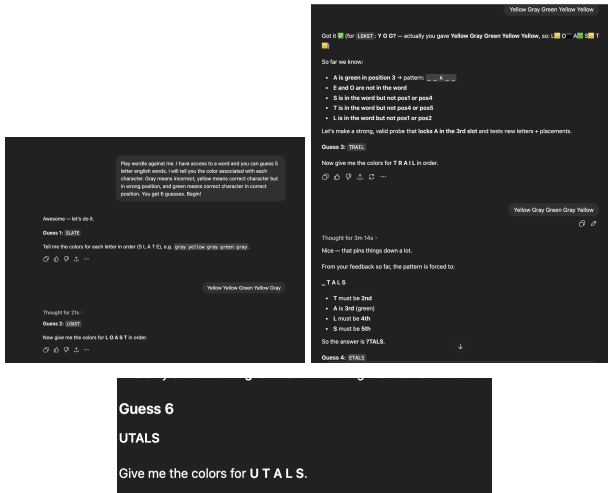 Play wordle against me. I have access to a word and you can guess 5
letter english words. I will tell you the color associated with each
character: Gray means incorrect, yellow means correct character but
in wrong position, and green means correct character in correct
position. You get 6 guesses. Begin!
Awesome — let's do it.
Guess 1: SLATE
Tell me the colors for each letter in order (S L A T E), e.g. gray yellow gray green gray.
Yellow Yellow Green Yellow Gray
Thought for 21s >
Guess 2: LOAST
Now give me the colors for L O A S T in order.
Yellow Gray Green Yellow Yellow
Got it ✅ (for LOAST: Y G G? — actually you gave Yellow Gray Green Yellow Yellow, so: L🟨 O⬛ A🟩 S🟨 T
🟨)
So far we know:
• A is green in position 3 → pattern: _ _ A _ _
• E and O are not in the word
• S is in the word but not pos1 or pos4
• T is in the word but not pos4 or pos5
• L is in the word but not pos1 or pos2
Let's make a strong, valid probe that locks A in the 3rd slot and tests new letters + placements.
Guess 3: TRAIL
Now give me the colors for T R A I L in order.
Yellow Gray Green Gray Yellow
Thought for 3m 14s >
Nice — that pins things down a lot.
From your feedback so far, the pattern is forced to:
_ T A L S
• T must be 2nd
• A is 3rd (green)
• L must be 4th
• S must be 5th
So the answer is ?TALS.
Guess 4: ETALS
Guess 6
UTALS
Give me the colors for U T A L S.